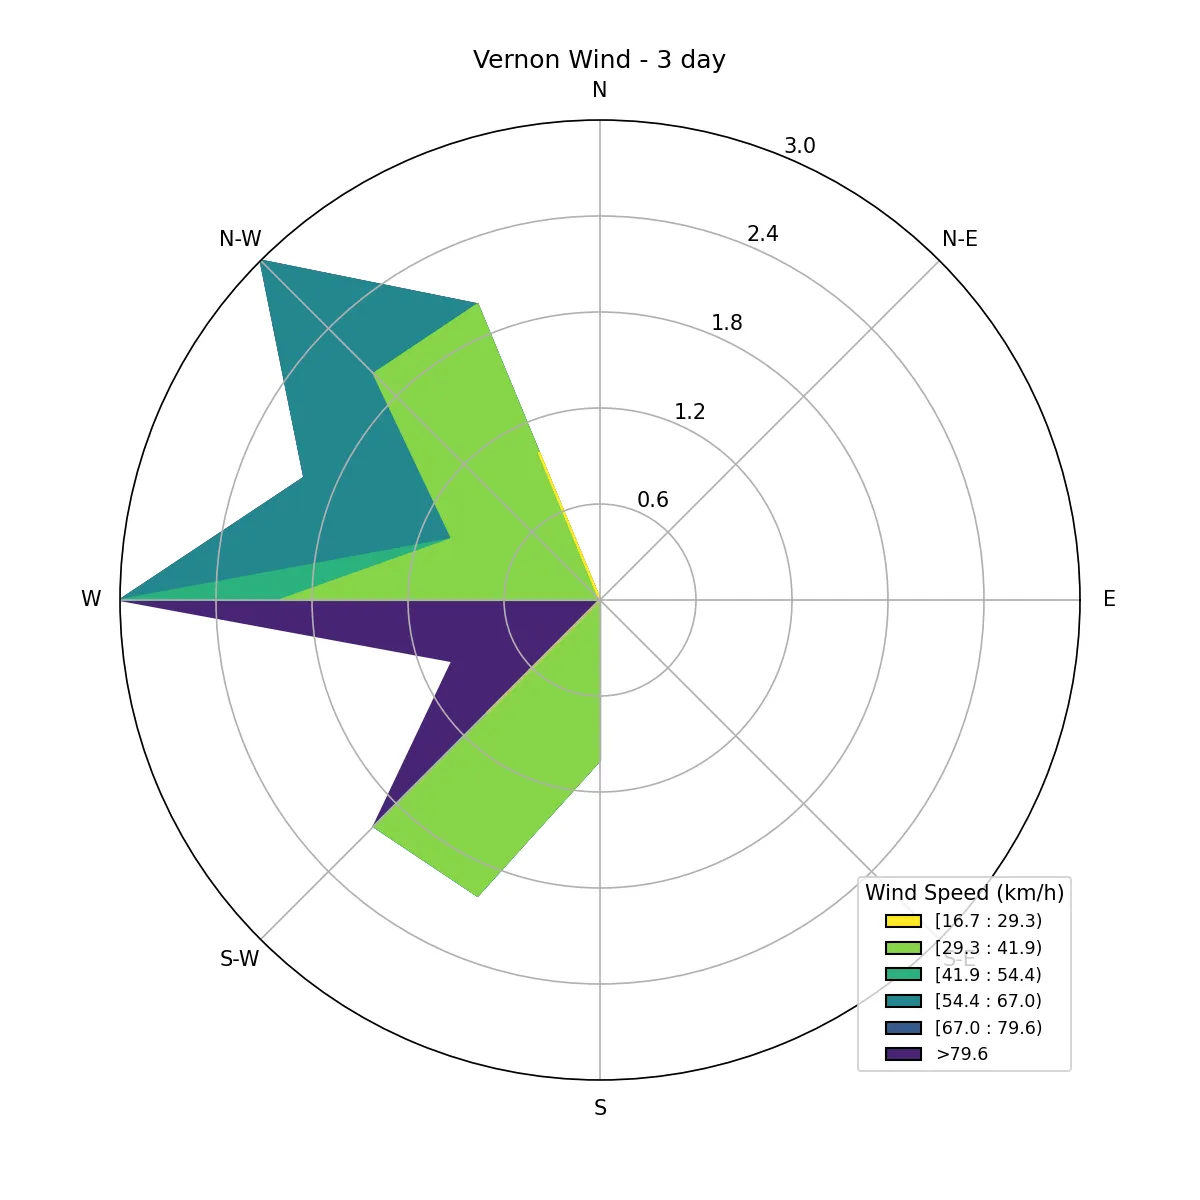 Vernon Wind - 3 day
N
3.0
N-W
2.4
N-E
1.8
1.2
0.6
W
E
S-W
S-E
S
Wind Speed (km/h)
[16.7 : 29.3)
[29.3 : 41.9)
[41.9 : 54.4)
[54.4 : 67.0)
[67.0 : 79.6)
>79.6